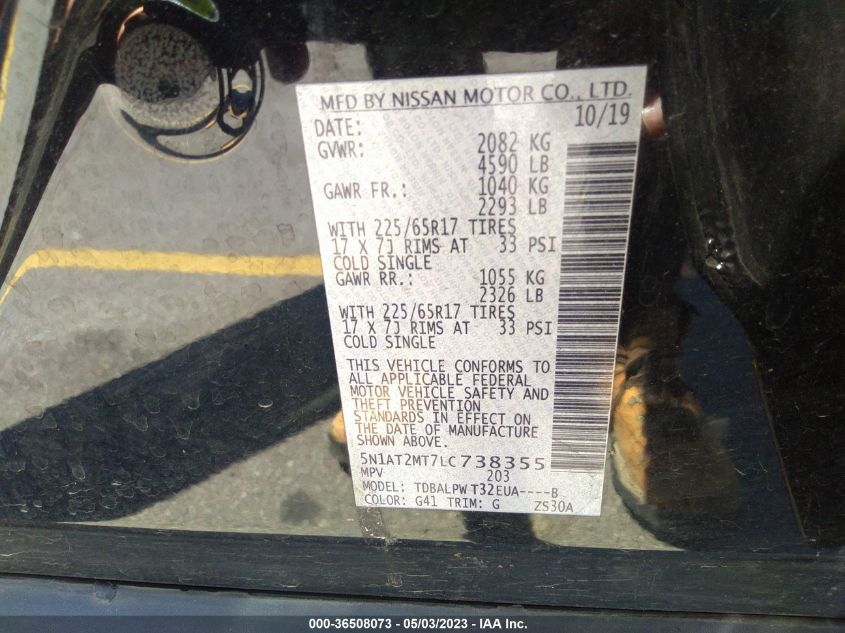 MFD BY NISSAN MOTOR CO., LTD.
DATE: 10/19
GVWR: 2082 KG
4590 LB
GAWR FR.: 1040 KG
2293 LB
WITH 225/65R17 TIRES
17 X 7J RIMS AT 33 PSI
COLD SINGLE
GAWR RR.: 1055 KG
2326 LB
WITH 225/65R17 TIRES
17 X 7J RIMS AT 33 PSI
COLD SINGLE
THIS VEHICLE CONFORMS TO
ALL APPLICABLE FEDERAL
MOTOR VEHICLE SAFETY AND
THEFT PREVENTION
STANDARDS IN EFFECT ON
THE DATE OF MANUFACTURE
SHOWN ABOVE.
5N1AT2MT7LC738355
MPV 203
MODEL: TDBALPW T32EUA----B
COLOR: G41 TRIM: G ZS30A
000-36508073 - 05/03/2023 - IAA Inc.